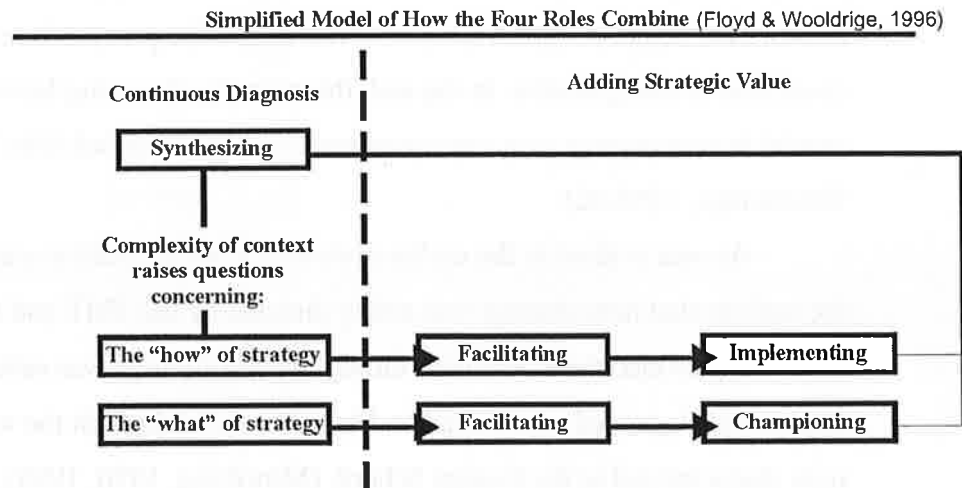 Simplified Model of How the Four Roles Combine (Floyd & Wooldrige, 1996)
Continuous Diagnosis
Adding Strategic Value
Synthesizing
Complexity of context
raises questions
concerning:
The “how” of strategy
Facilitating
Implementing
The “what” of strategy
Facilitating
Championing